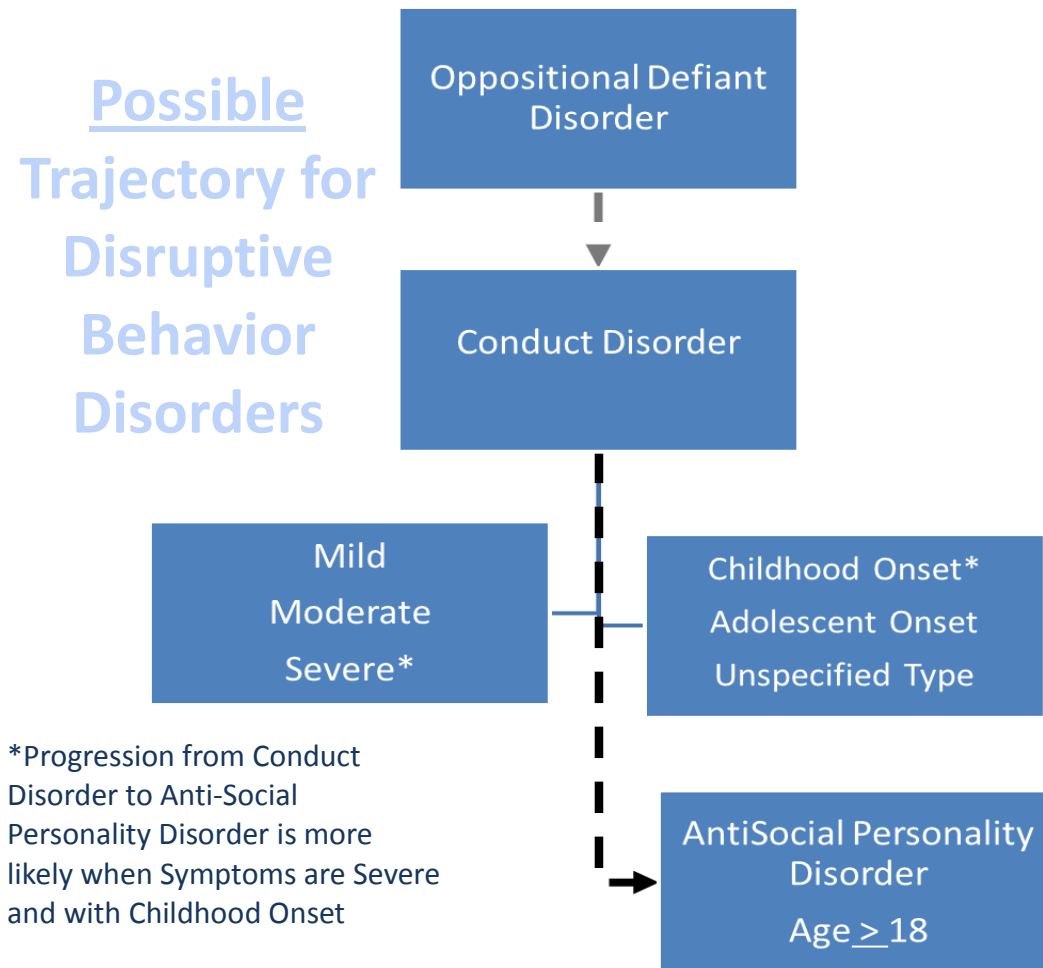 Possible
Trajectory for
Disruptive
Behavior
Disorders
Oppositional Defiant
Disorder
Conduct Disorder
Mild
Moderate
Severe*
Childhood Onset*
Adolescent Onset
Unspecified Type
*Progression from Conduct
Disorder to Anti-Social
Personality Disorder is more
likely when Symptoms are Severe
and with Childhood Onset
AntiSocial Personality
Disorder
Age > 18